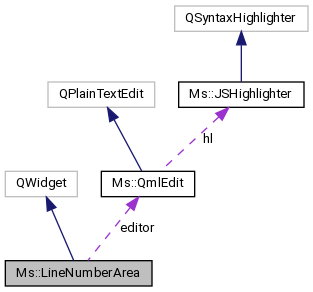 QSyntaxHighlighter
QPlainTextEdit
Ms::JSHighlighter
hl
QWidget
Ms::QmlEdit
editor
Ms::LineNumberArea